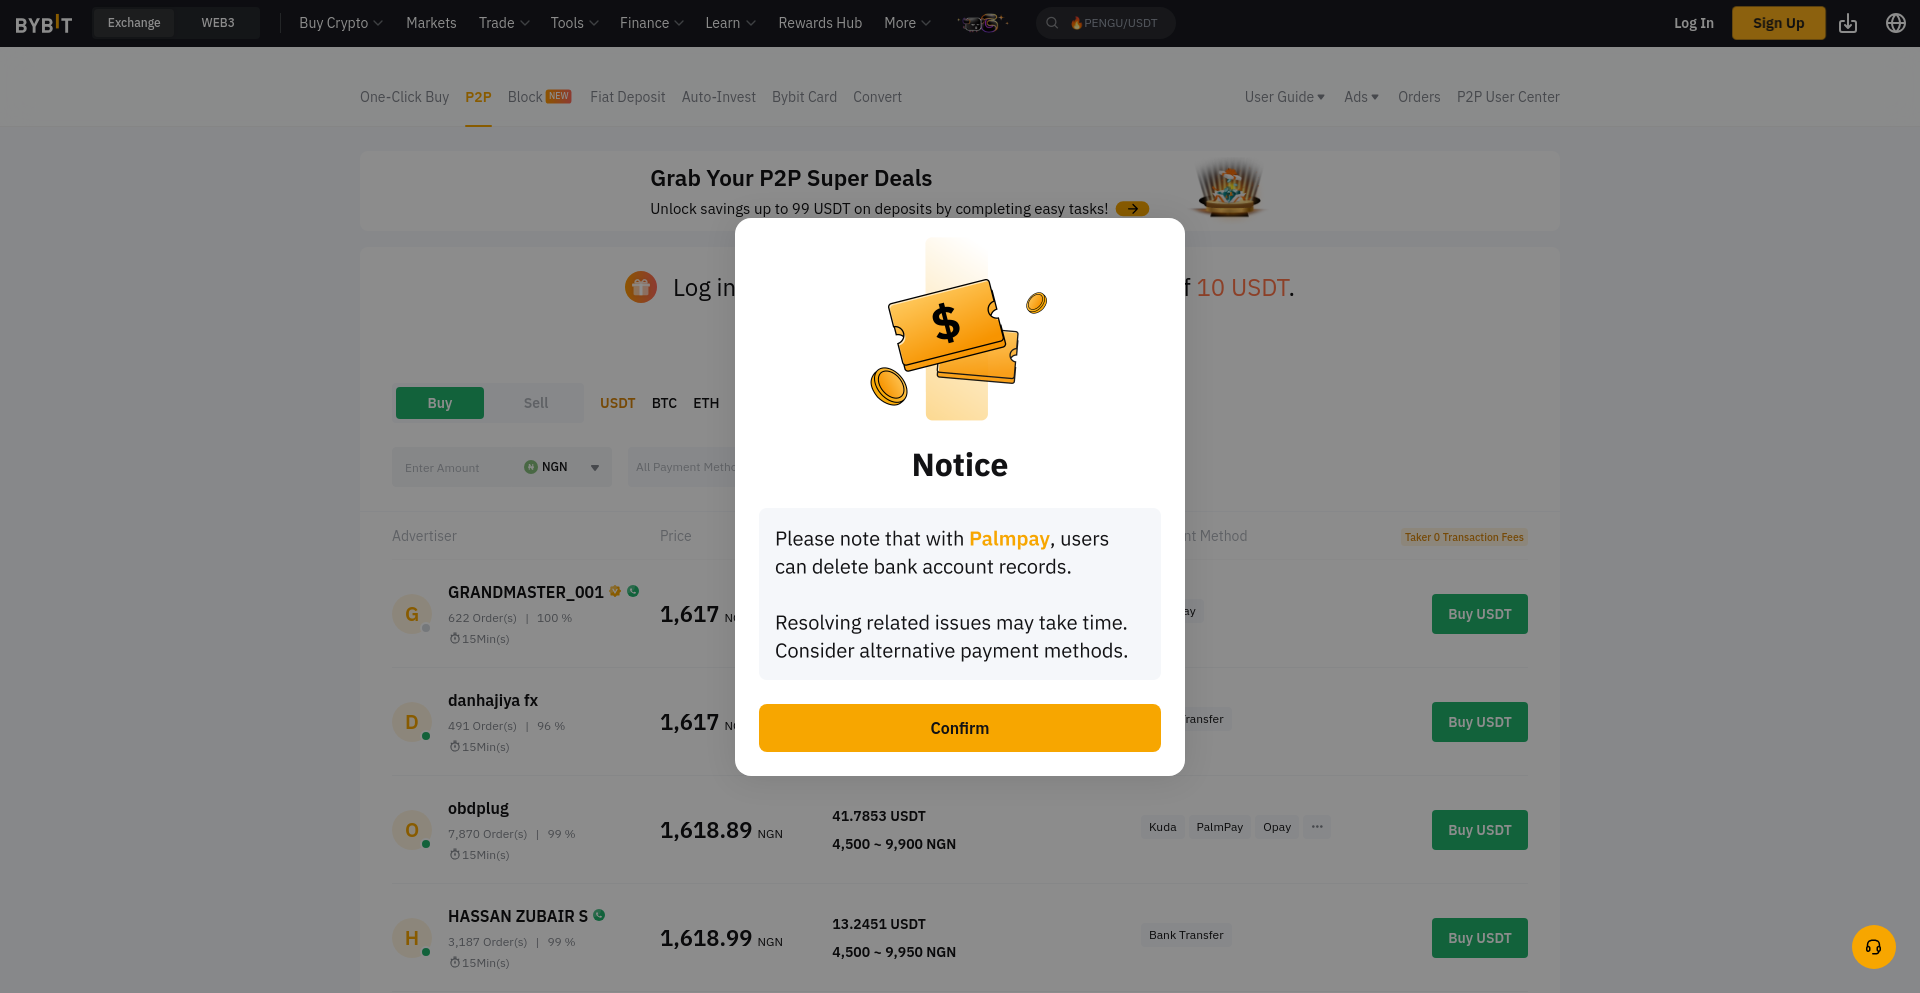 BYBIT
Exchange
WEB3
Buy Crypto
Markets
Trade
Tools
Finance
Learn
Rewards Hub
More
PENGU/USDT
Log In
Sign Up
One-Click Buy
P2P
Block NEW
Fiat Deposit
Auto-Invest
Bybit Card
Convert
User Guide
Ads
Orders
P2P User Center
Grab Your P2P Super Deals
Unlock savings up to 99 USDT on deposits by completing easy tasks!
Log in
10 USDT.
Buy
Sell
USDT
BTC
ETH
Enter Amount
NGN
All Payment
Advertiser
Price
Method
Taker 0 Transaction Fees
GRANDMASTER_001
622 Order(s) | 100 %
15Min(s)
1,617
Buy USDT
danhajiya fx
491 Order(s) | 96 %
15Min(s)
1,617
Buy USDT
obdplug
7,870 Order(s) | 99 %
15Min(s)
1,618.89 NGN
41.7853 USDT
4,500 ~ 9,900 NGN
Kuda
PalmPay
Opay
...
Buy USDT
HASSAN ZUBAIR S
3,187 Order(s) | 99 %
15Min(s)
1,618.99 NGN
13.2451 USDT
4,500 ~ 9,950 NGN
Bank Transfer
Buy USDT
G
D
O
H
$
Notice
Please note that with Palmpay, users
can delete bank account records.
Resolving related issues may take time.
Consider alternative payment methods.
Confirm